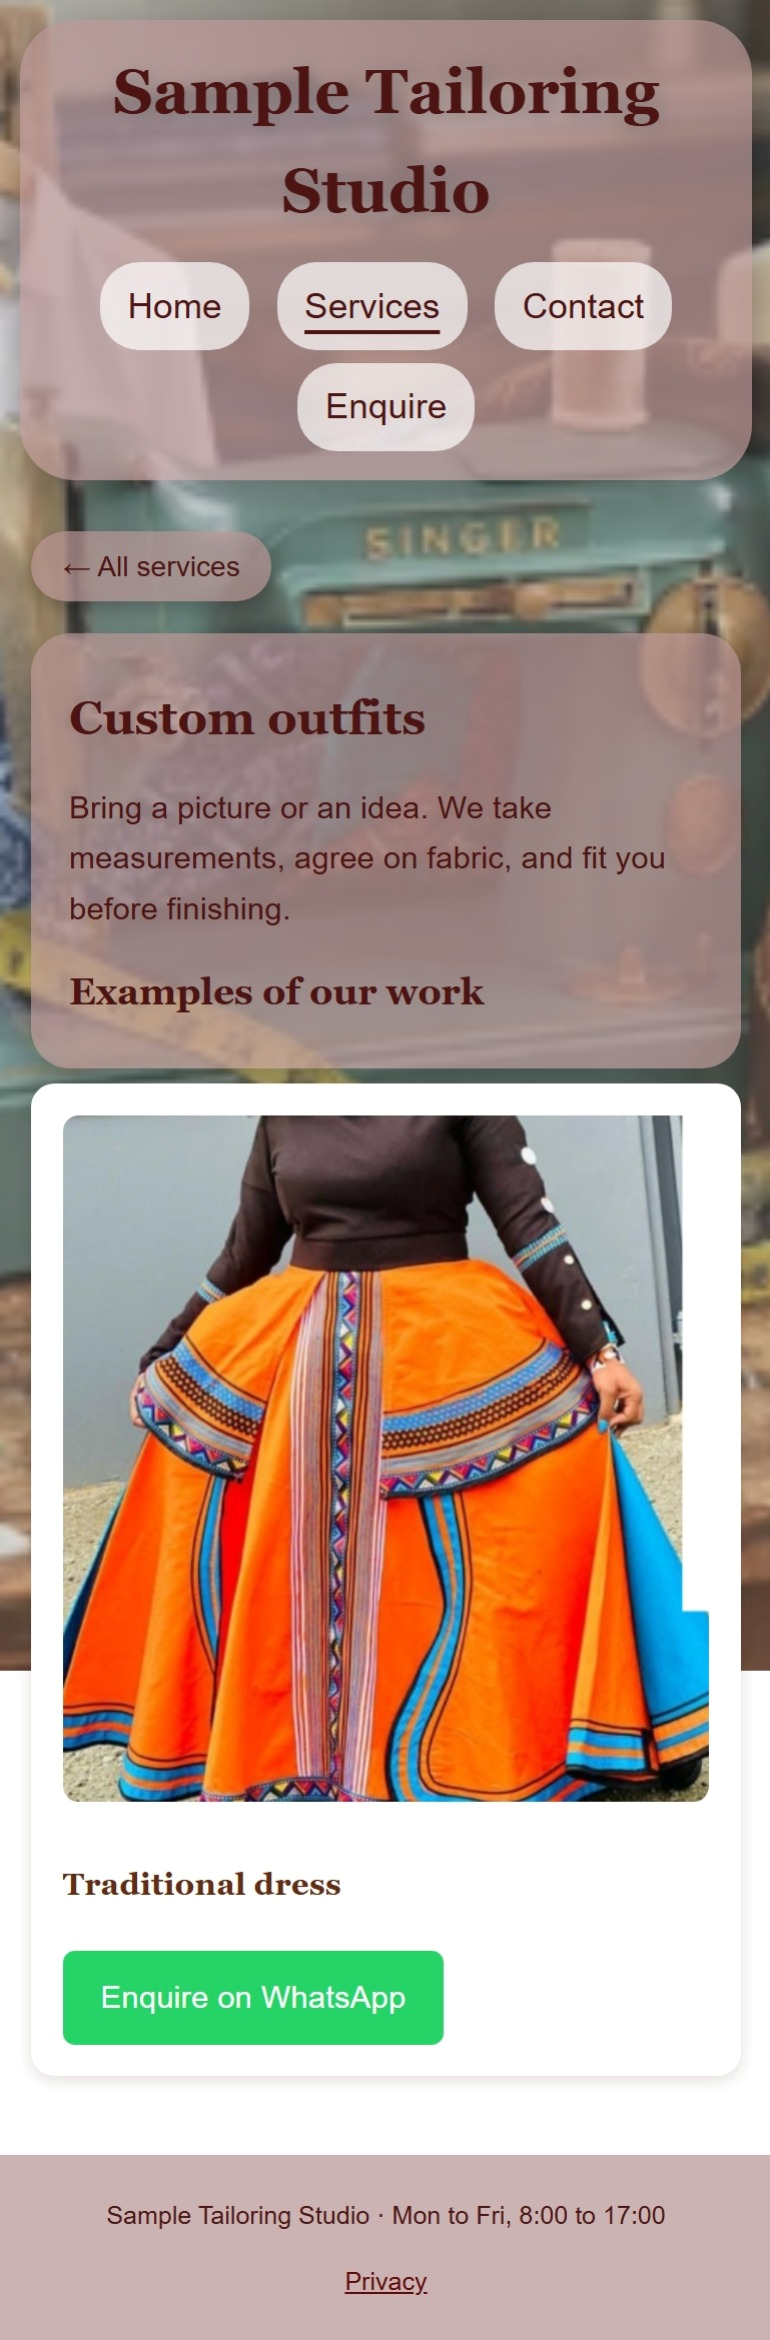 Sample Tailoring
Studio
Home
Services
Contact
Enquire
SINGER
← All services
Custom outfits
Bring a picture or an idea. We take
measurements, agree on fabric, and fit you
before finishing.
Examples of our work
Traditional dress
Enquire on WhatsApp
Sample Tailoring Studio · Mon to Fri, 8:00 to 17:00
Privacy